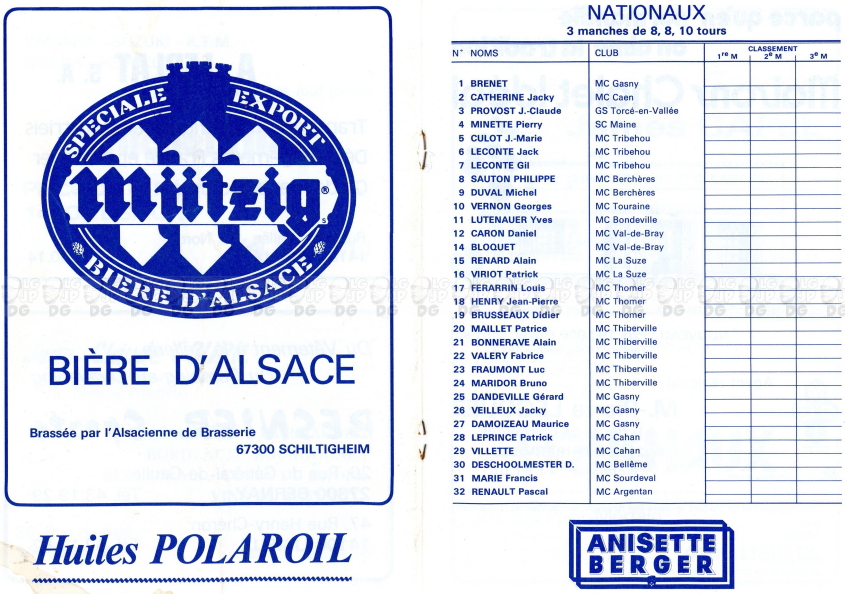 SPECIALE EXPORT
Mützig®
BIÈRE D'ALSACE
BIÈRE D'ALSACE
Brassée par l'Alsacienne de Brasserie
67300 SCHILTIGHEIM
Huiles POLAROIL
NATIONAUX
3 manches de 8, 8, 10 tours
N° NOMS CLUB CLASSEMENT
1re M 2e M 3e M
1 BRENET MC Gasny
2 CATHERINE Jacky MC Caen
3 PROVOST J.-Claude GS Torcé-en-Vallée
4 MINETTE Pierry SC Maine
5 CULOT J.-Marie MC Tribehou
6 LECONTE Jack MC Tribehou
7 LECONTE Gil MC Tribehou
8 SAUTON PHILIPPE MC Berchères
9 DUVAL Michel MC Berchères
10 VERNON Georges MC Touraine
11 LUTENAUER Yves MC Bondeville
12 CARON Daniel MC Val-de-Bray
14 BLOQUET MC Val-de-Bray
15 RENARD Alain MC La Suze
16 VIRIOT Patrick MC La Suze
17 FERARRIN Louis MC Thomer
18 HENRY Jean-Pierre MC Thomer
19 BRUSSEAUX Didier MC Thomer
20 MAILLET Patrice MC Thiberville
21 BONNERAVE Alain MC Thiberville
22 VALERY Fabrice MC Thiberville
23 FRAUMONT Luc MC Thiberville
24 MARIDOR Bruno MC Thiberville
25 DANDEVILLE Gérard MC Gasny
26 VEILLEUX Jacky MC Gasny
27 DAMOIZEAU Maurice MC Gasny
28 LEPRINCE Patrick MC Cahan
29 VILLETTE MC Cahan
30 DESCHOOLMESTER D. MC Bellême
31 MARIE Francis MC Sourdeval
32 RENAULT Pascal MC Argentan
ANISETTE
BERGER